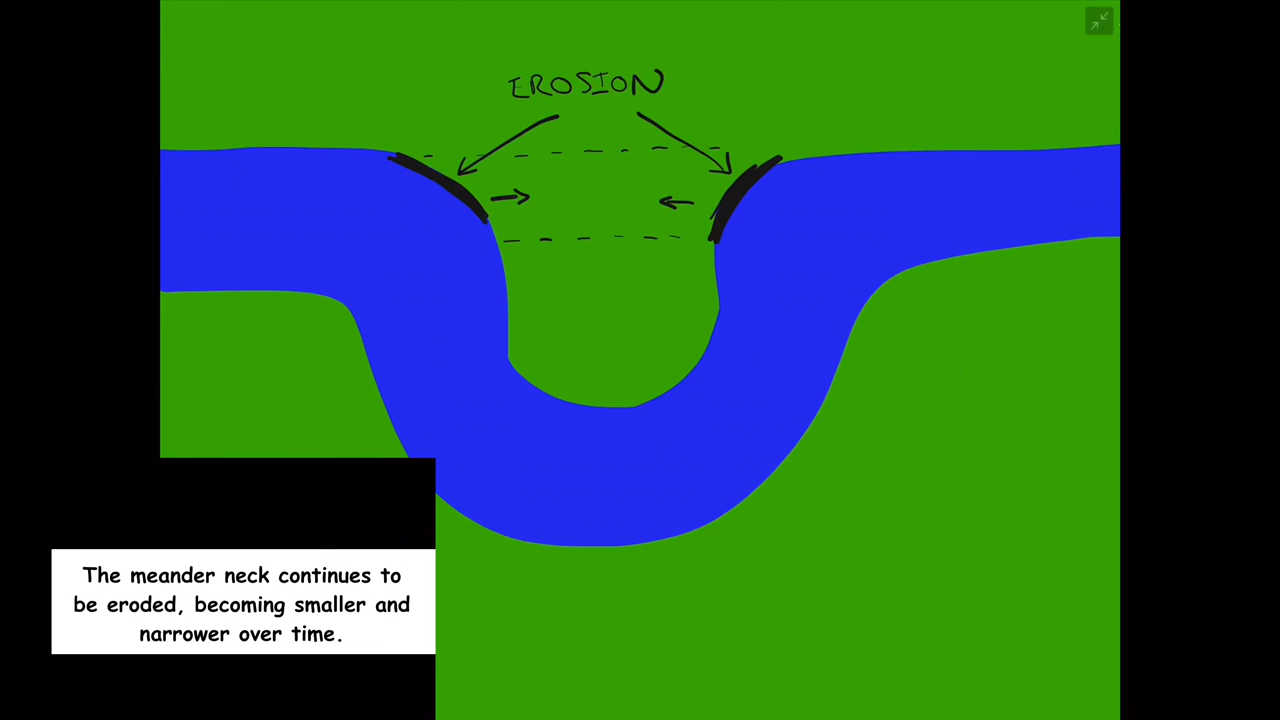 EROSION
The meander neck continues to
be eroded, becoming smaller and
narrower over time.